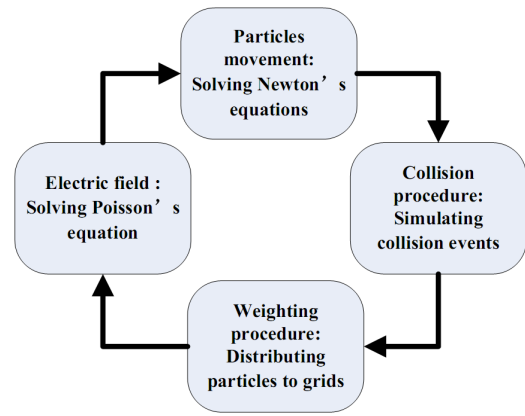 Particles
movement:
Solving Newton’s
equations
Collision
procedure:
Simulating
collision events
Weighting
procedure:
Distributing
particles to grids
Electric field :
Solving Poisson’s
equation